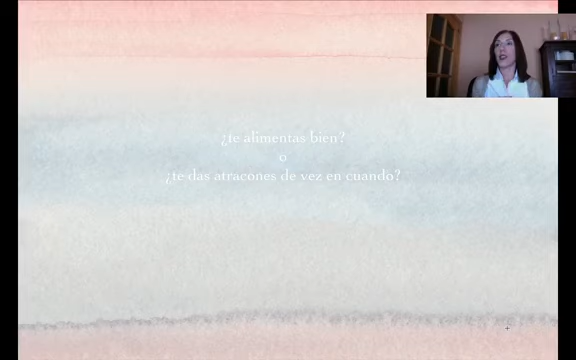 ¿te alimentas bien?
o
¿te das atracones de vez en cuando?